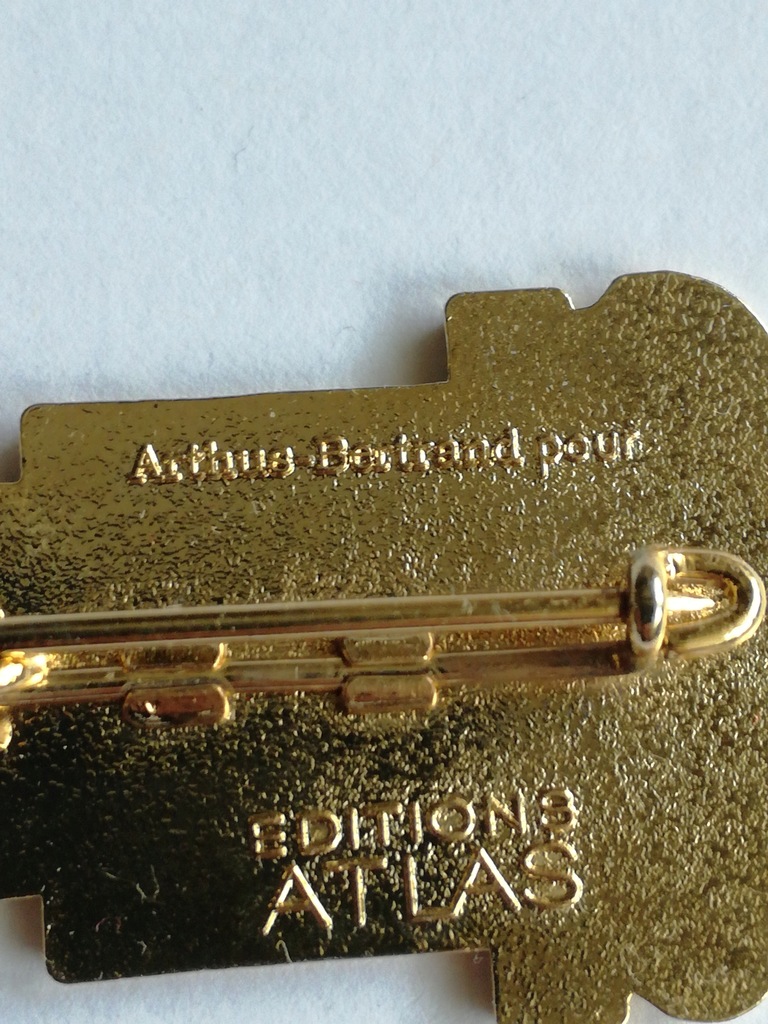 Arthus-Bertrand pour
EDITIONS
ATLAS